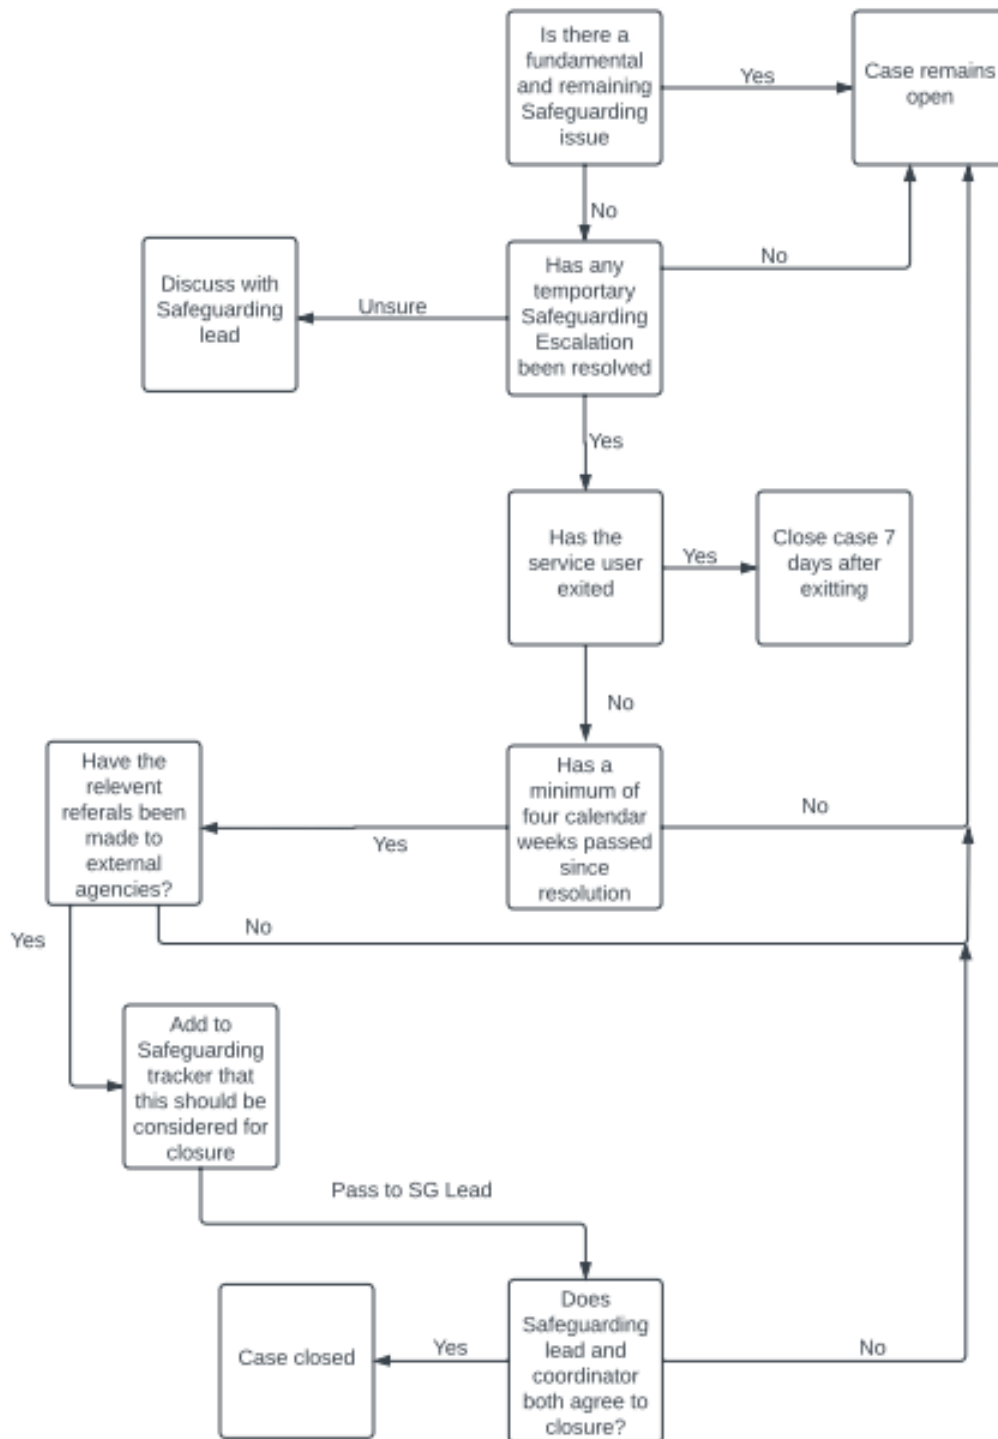 Is there a
fundamental
and remaining
Safeguarding
issue
Yes
Case remains
open
No
Has any
temportary
Safeguarding
Escalation
been resolved
No
Unsure
Discuss with
Safeguarding
lead
Yes
Has the
service user
exited
Yes
Close case 7
days after
exitting
No
Has a
minimum of
four calendar
weeks passed
since
resolution
No
Yes
Have the
relevent
referals been
made to
external
agencies?
No
Yes
Add to
Safeguarding
tracker that
this should be
considered for
closure
Pass to SG Lead
Does
Safeguarding
lead and
coordinator
both agree to
closure?
Yes
Case closed
No